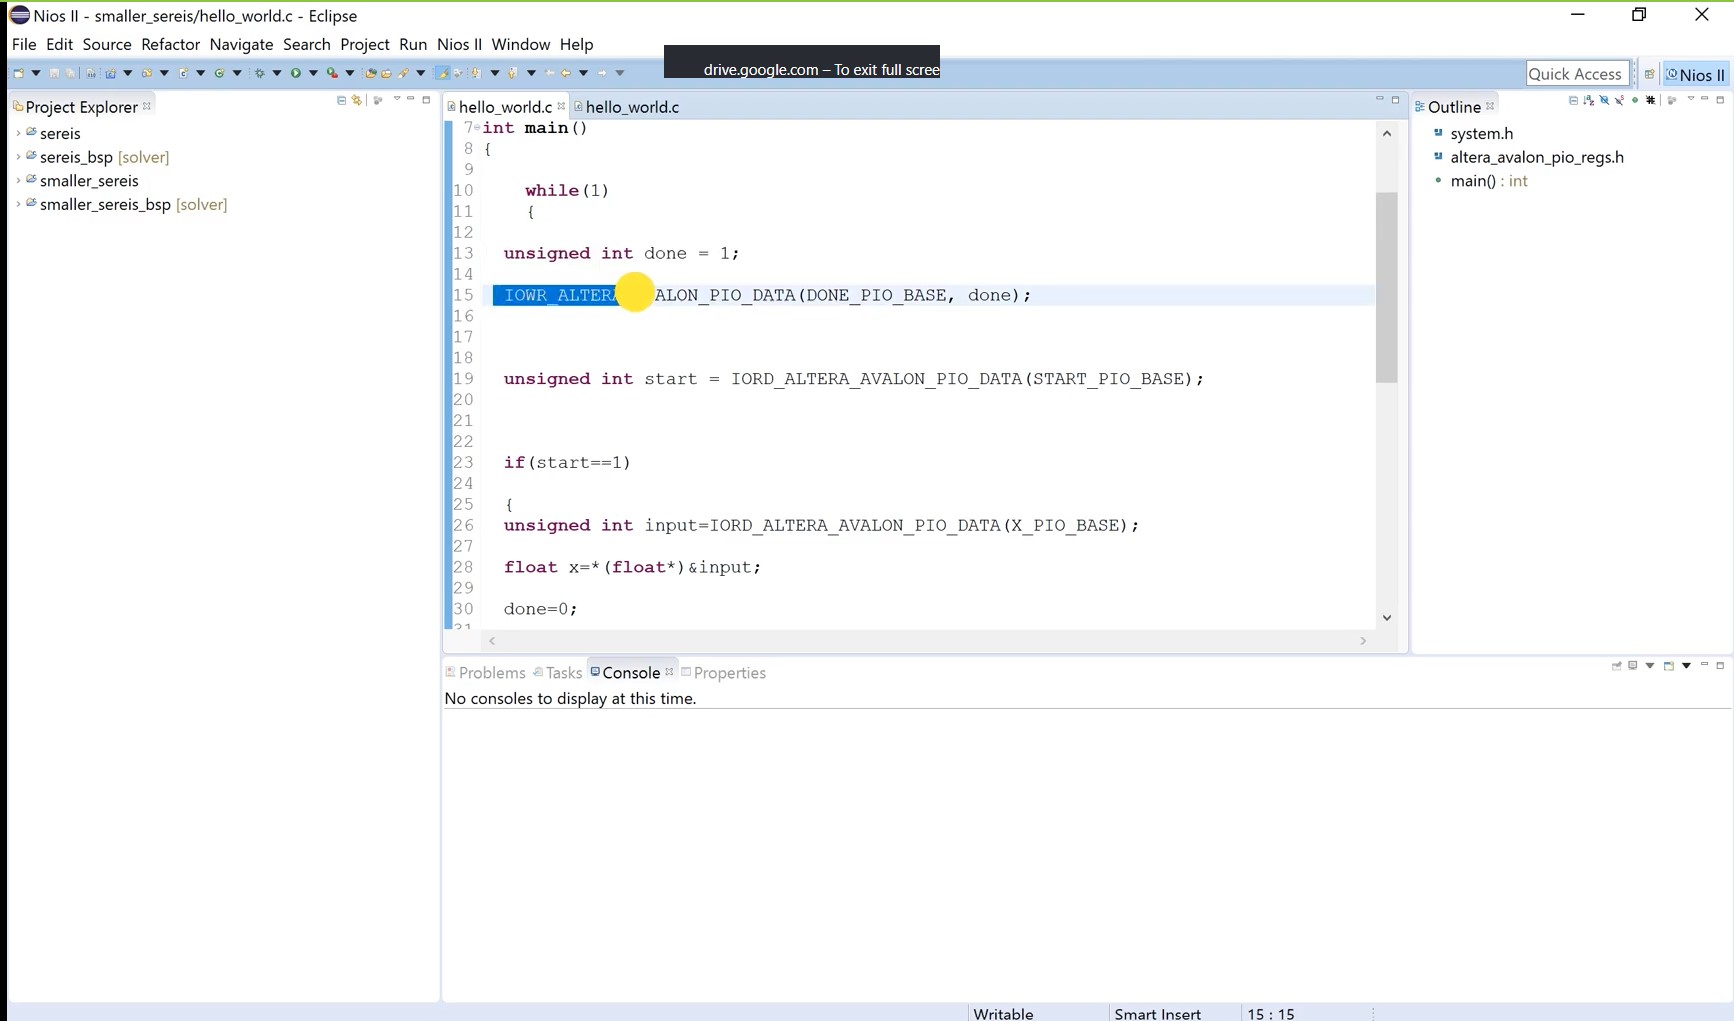 Nios II - smaller_sereis/hello_world.c - Eclipse
File Edit Source Refactor Navigate Search Project Run Nios II Window Help
drive.google.com – To exit full scree
Quick Access
Nios II
Project Explorer
sereis
sereis_bsp [solver]
smaller_sereis
smaller_sereis_bsp [solver]
hello_world.c hello_world.c
7 int main()
8 {
9
10 while(1)
11 {
12
13 unsigned int done = 1;
14
15 IOWR_ALTERA ALON_PIO_DATA(DONE_PIO_BASE, done);
16
17
18
19 unsigned int start = IORD_ALTERA_AVALON_PIO_DATA(START_PIO_BASE);
20
21
22
23 if(start==1)
24
25 {
26 unsigned int input=IORD_ALTERA_AVALON_PIO_DATA(X_PIO_BASE);
27
28 float x=*(float*)&input;
29
30 done=0;
31
Outline
system.h
altera_avalon_pio_regs.h
main() : int
Problems Tasks Console Properties
No consoles to display at this time.
Writable Smart Insert 15 : 15